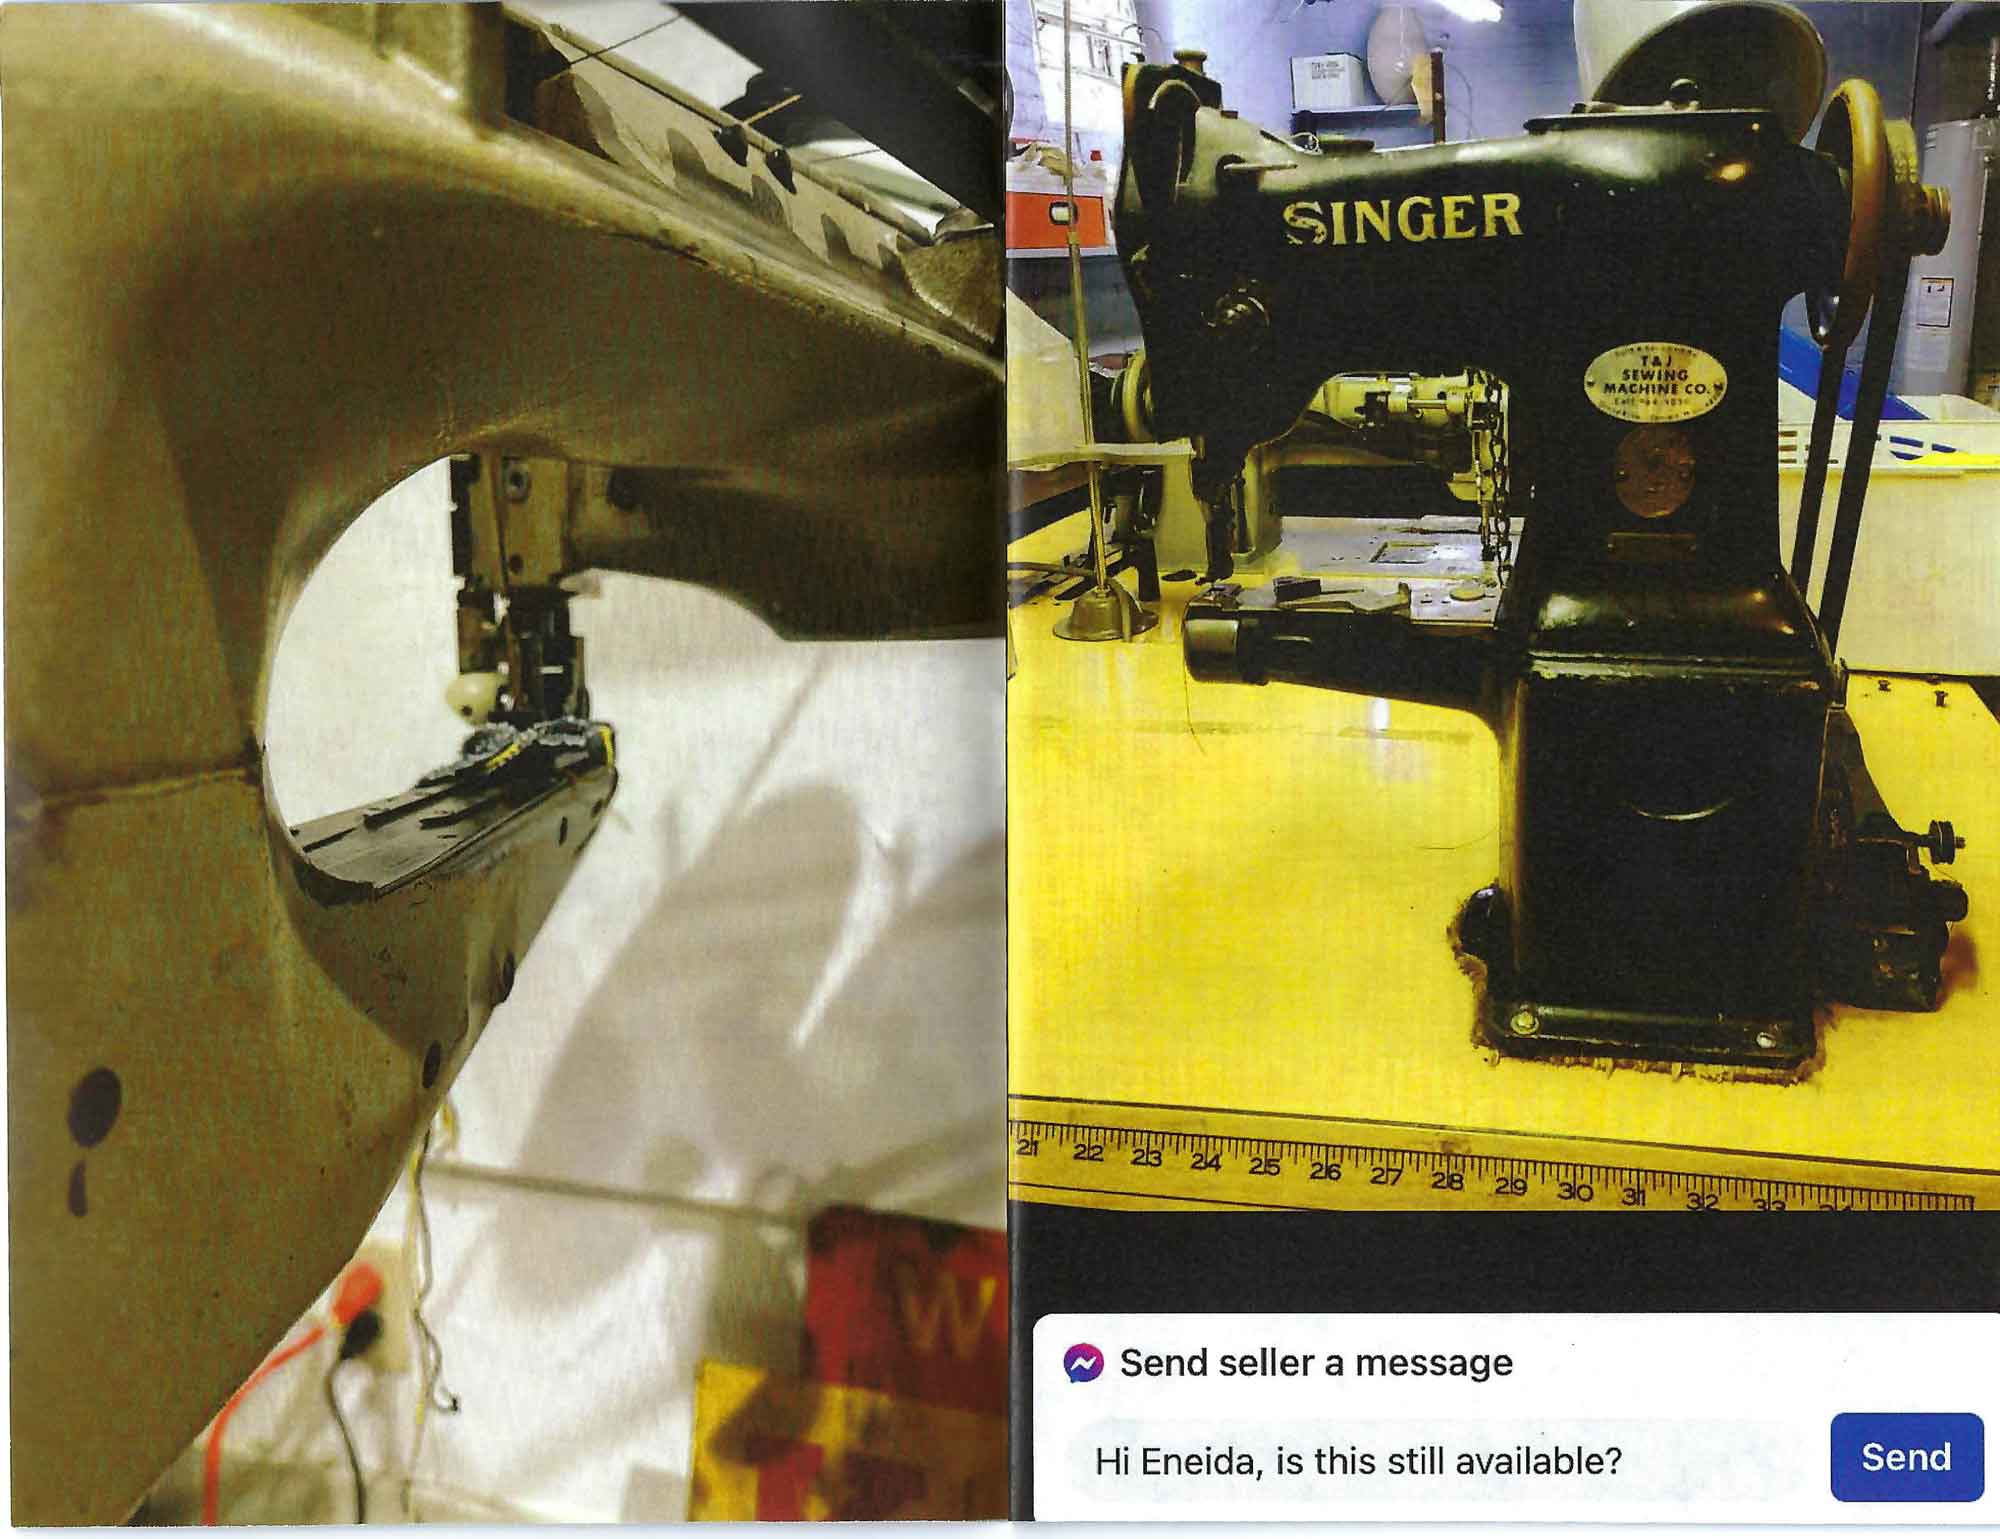 W
SINGER
T & J
SEWING
MACHINE CO.
21 22 23 24 25 26 27 28 29 30 31 32 33
Send seller a message
Hi Eneida, is this still available?
Send